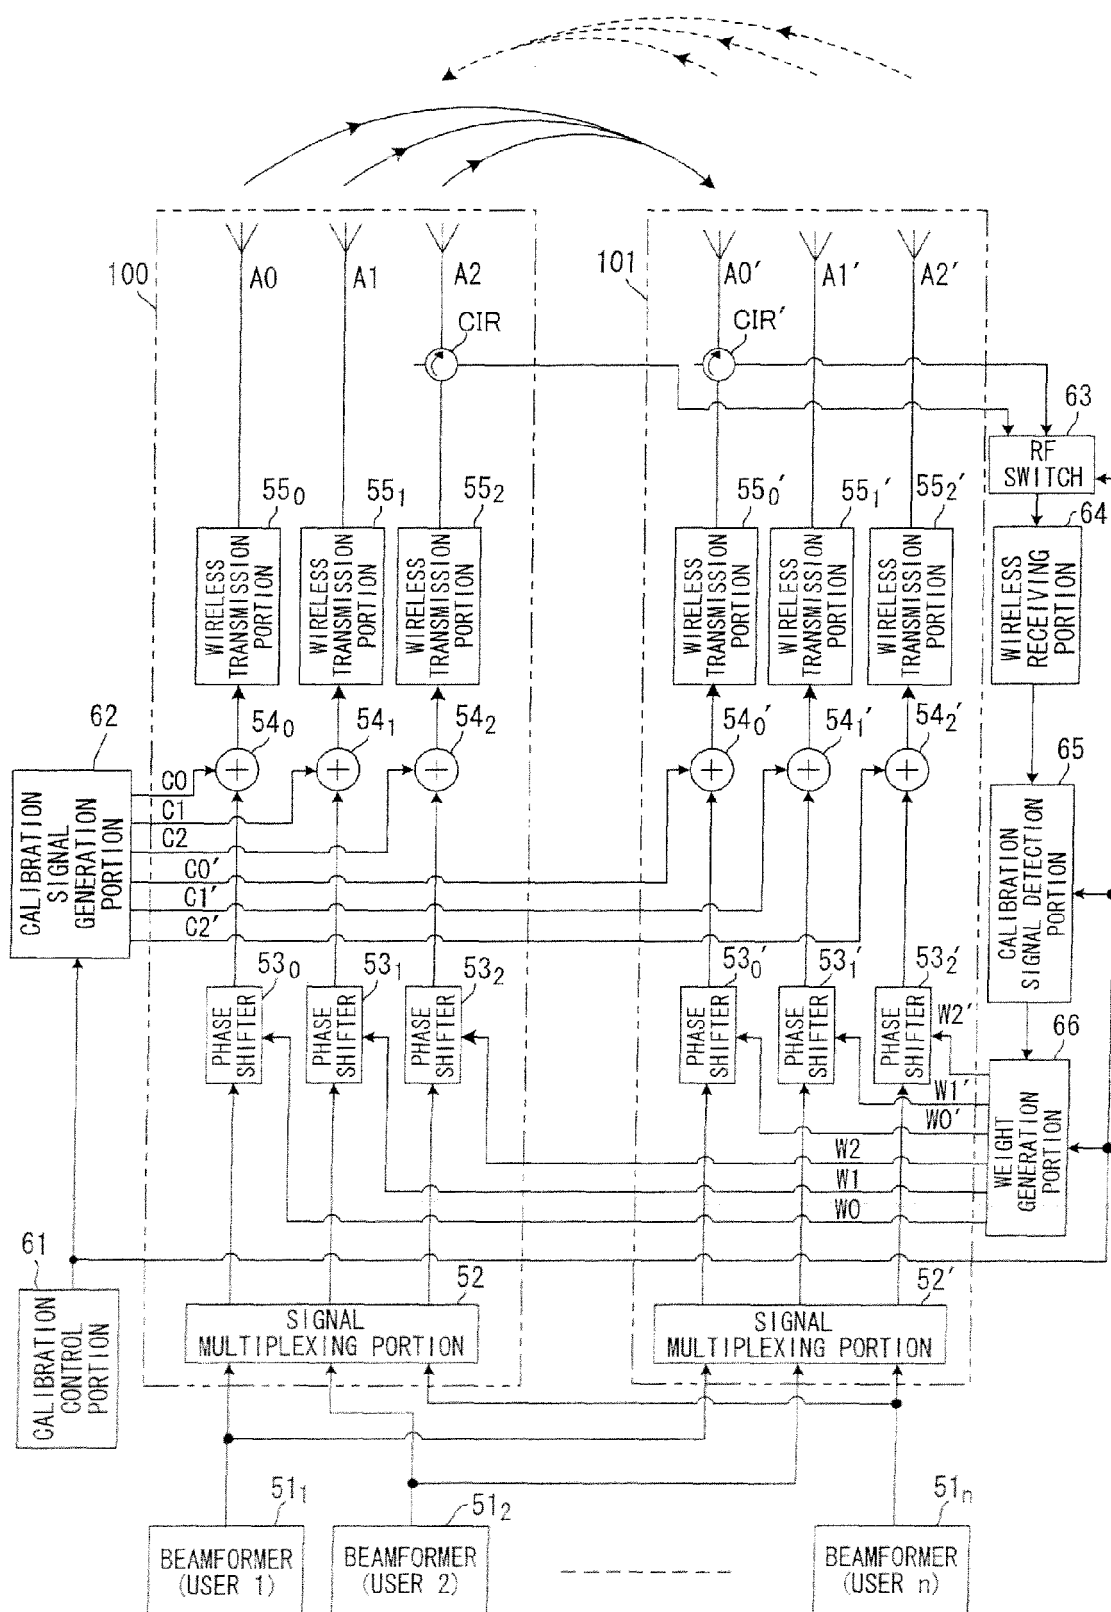 100
A0
A1
A2
CIR
101
A0′
A1′
A2′
CIR′
63
RF
SWITCH
55₀
55₁
55₂
55₀′
55₁′
55₂′
64
WIRELESS
TRANSMISSION
PORTION
WIRELESS
TRANSMISSION
PORTION
WIRELESS
TRANSMISSION
PORTION
WIRELESS
TRANSMISSION
PORTION
WIRELESS
TRANSMISSION
PORTION
WIRELESS
TRANSMISSION
PORTION
WIRELESS
RECEIVING
PORTION
62
54₀
54₁
54₂
54₀′
54₁′
54₂′
65
CALIBRATION
SIGNAL
GENERATION
PORTION
C0
C1
C2
C0′
C1′
C2′
CALIBRATION
SIGNAL DETECTION
PORTION
53₀
53₁
53₂
53₀′
53₁′
53₂′
PHASE
SHIFTER
PHASE
SHIFTER
PHASE
SHIFTER
PHASE
SHIFTER
PHASE
SHIFTER
PHASE
SHIFTER
W2′
66
W1′
W0′
W2
W1
W0
WEIGHT
GENERATION
PORTION
61
CALIBRATION
CONTROL
PORTION
52
SIGNAL
MULTIPLEXING PORTION
52′
SIGNAL
MULTIPLEXING PORTION
51₁
BEAMFORMER
(USER 1)
51₂
BEAMFORMER
(USER 2)
51ₙ
BEAMFORMER
(USER n)